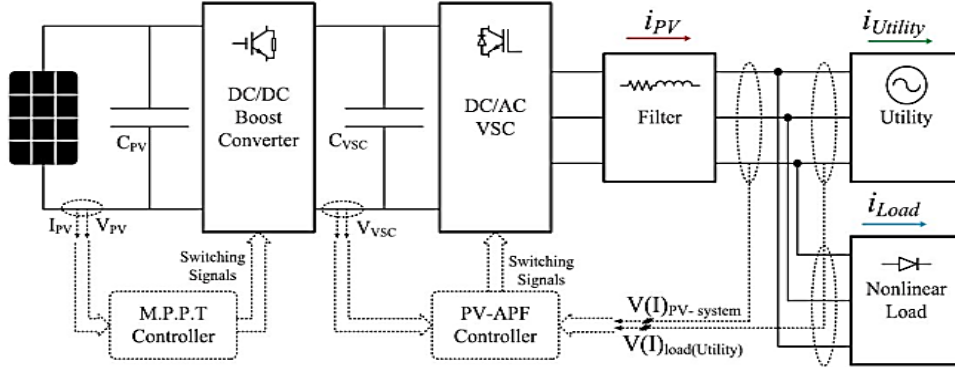 i_PV
i_Utility
DC/DC
Boost
Converter
DC/AC
VSC
Filter
Utility
C_PV
C_VSC
I_PV
V_PV
V_VSC
i_Load
Switching
Signals
Switching
Signals
Nonlinear
Load
M.P.P.T
Controller
PV-APF
Controller
V(I)_PV- system
V(I)_load(Utility)